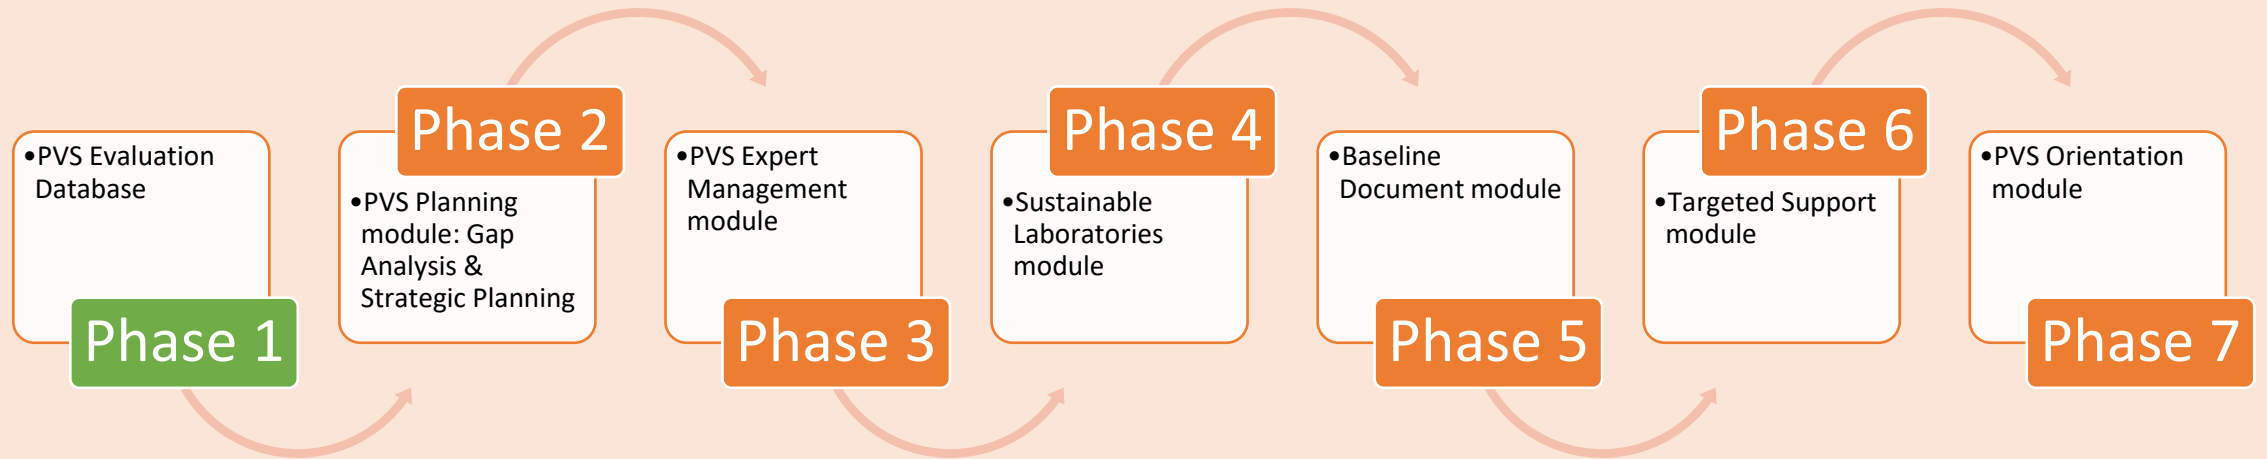 •PVS Evaluation
Database
Phase 1
Phase 2
•PVS Planning
module: Gap
Analysis &
Strategic Planning
•PVS Expert
Management
module
Phase 3
Phase 4
•Sustainable
Laboratories
module
•Baseline
Document module
Phase 5
Phase 6
•Targeted Support
module
•PVS Orientation
module
Phase 7